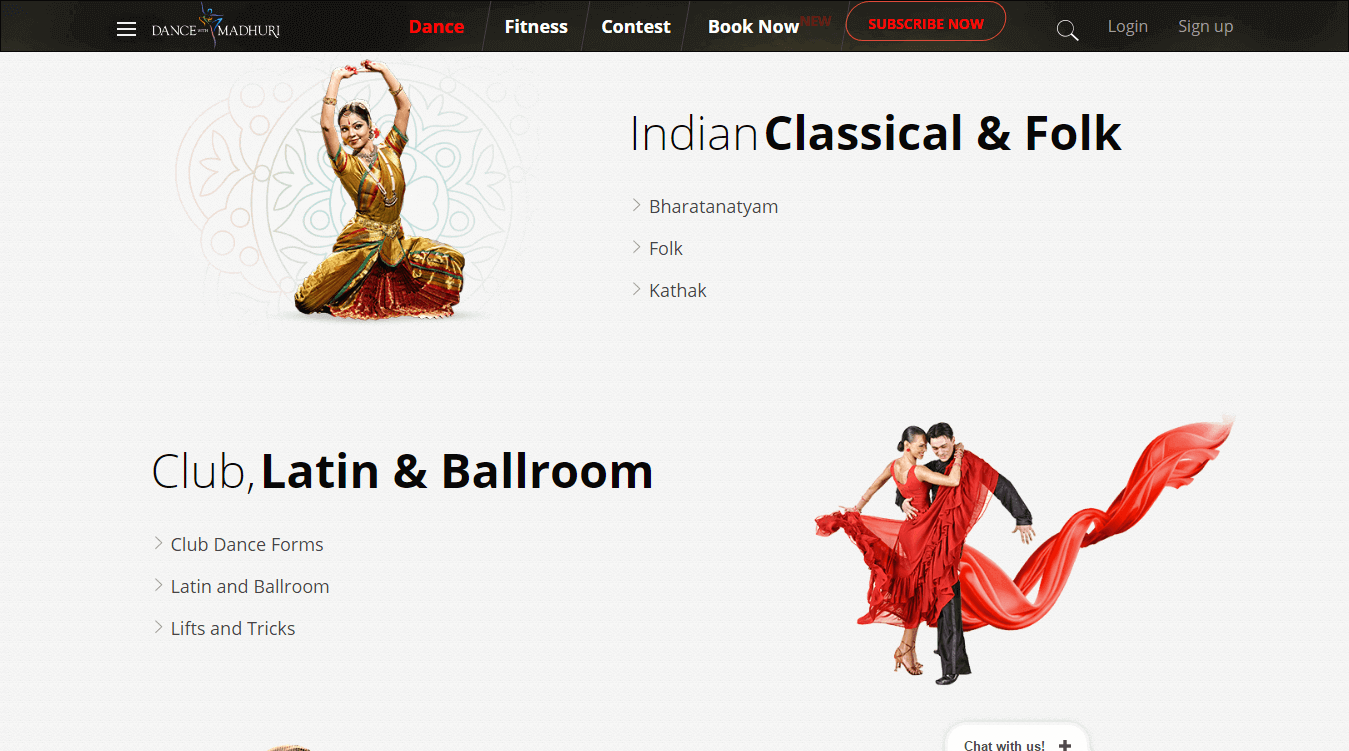 DANCE WITH MADHURI
Dance
Fitness
Contest
Book Now NEW
SUBSCRIBE NOW
Login
Sign up
Indian Classical & Folk
Bharatanatyam
Folk
Kathak
Club, Latin & Ballroom
Club Dance Forms
Latin and Ballroom
Lifts and Tricks
Chat with us!